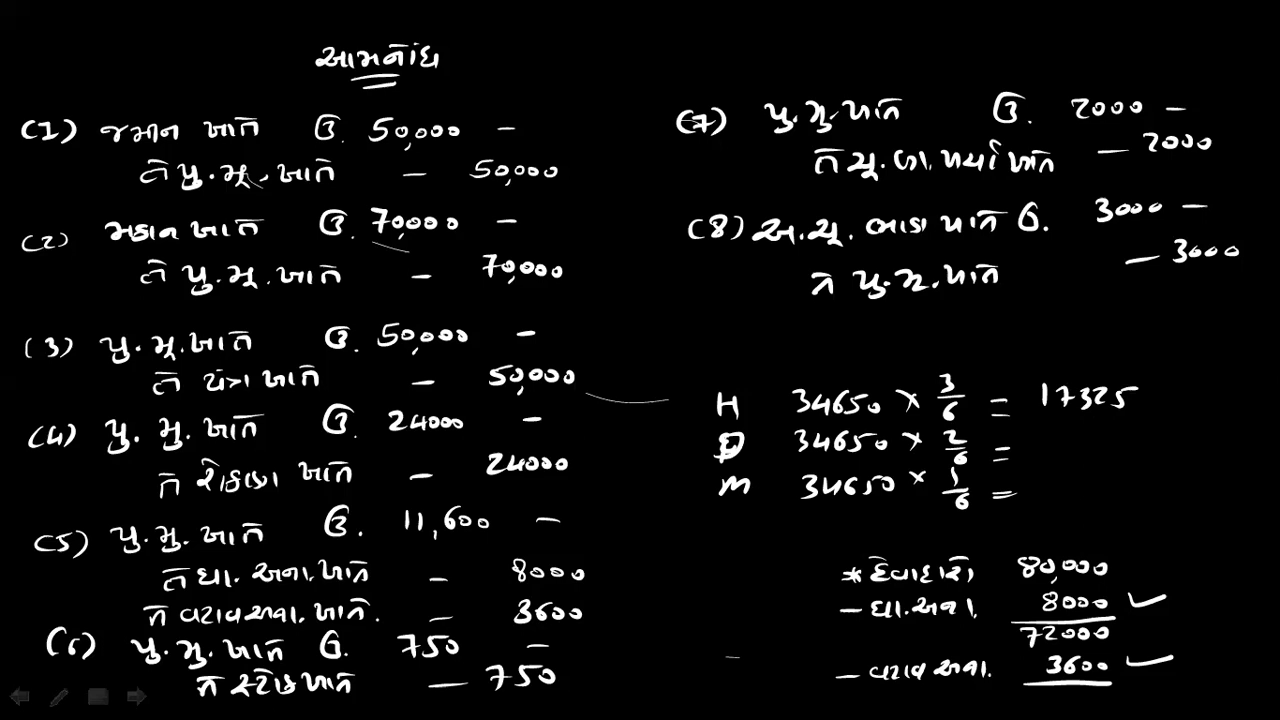 આમનોંધ
(1) જમીન ખાતે ઉ. 50,000 -
તે પુ.મૂ.ખાતે - 50,000
(2) મકાન ખાતે ઉ. 70,000 -
તે પુ.મૂ.ખાતે - 70,000
(3) પુ.મૂ.ખાતે ઉ. 50,000 -
તે યંત્ર ખાતે - 50,000
(4) પુ.મુ.ખાતે ઉ. 24000 -
તે રોકાણ ખાતે - 24000
(5) પુ.મુ.ખાતે ઉ. 11,600 -
તે ઘા.અના.ખાતે - 8000
તે વટાવ અના.ખાતે. - 3600
(6) પુ.મુ.ખાતે ઉ. 750 -
તે સ્ટોક ખાતે - 750
(7) પુ.મુ.ખાતે ઉ. 2000 -
તે ચૂ.બા.ખર્ચા ખાતે - 2000
(8) અ.ચૂ.ભાડા ખાતે ઉ. 3000 -
તે પુ.મૂ.ખાતે - 3000
H 34650 × 3/6 = 17325
D 34650 × 2/6 =
M 34650 × 1/6 =
* દેવાદારો 80,000
- ઘા.અના. 8000 ✓
72000
- વટાવ અના. 3600 ✓